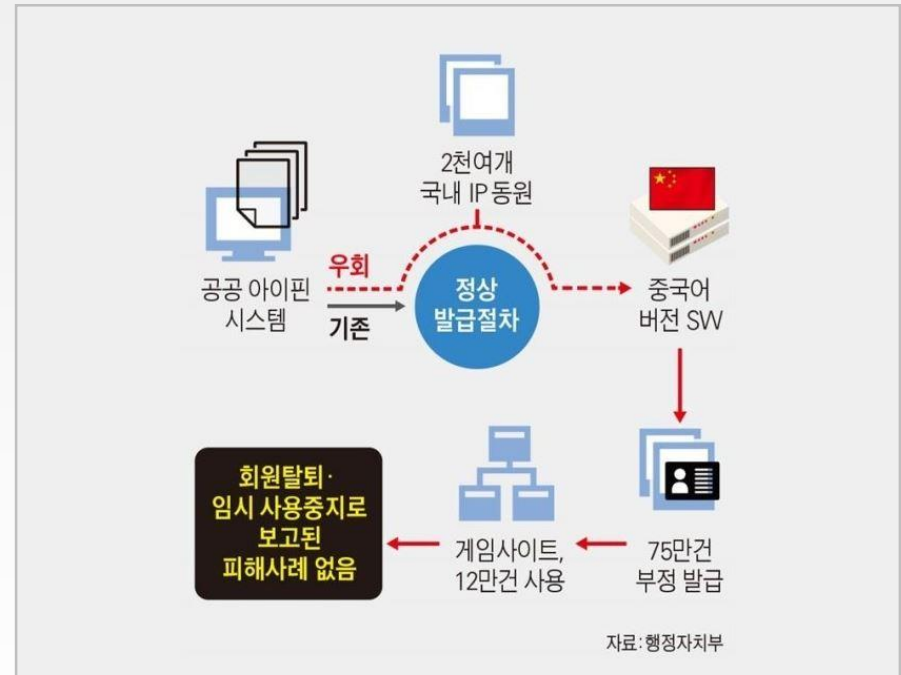 2천여개
국내 IP 동원
공공 아이핀
시스템
우회
기존
정상
발급절차
중국어
버전 SW
75만건
부정 발급
게임사이트,
12만건 사용
회원탈퇴·
임시 사용중지로
보고된
피해사례 없음
자료:행정자치부